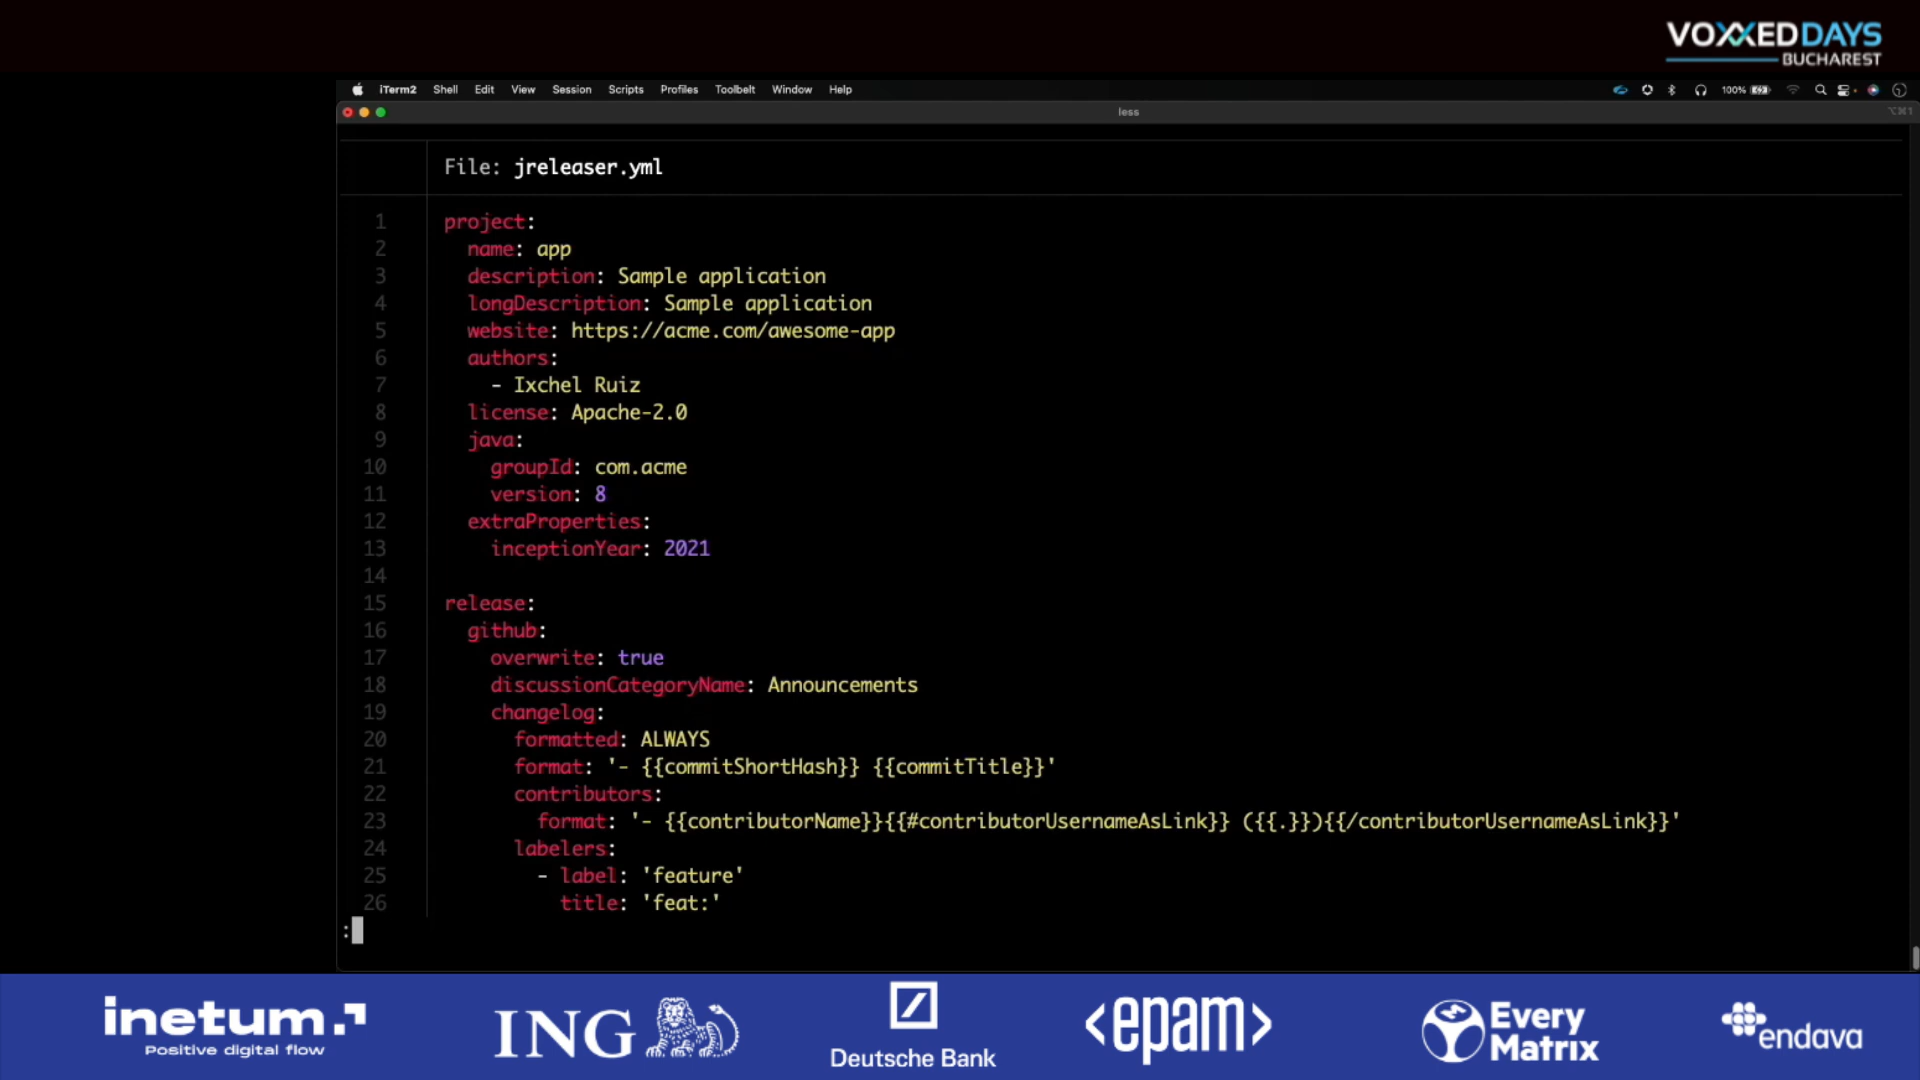 VOXXED DAYS
BUCHAREST
iTerm2 Shell Edit View Session Scripts Profiles Toolbelt Window Help
100%
less
⌥⌘1
File: jreleaser.yml
1 project:
2   name: app
3   description: Sample application
4   longDescription: Sample application
5   website: https://acme.com/awesome-app
6   authors:
7     - Ixchel Ruiz
8   license: Apache-2.0
9   java:
10     groupId: com.acme
11     version: 8
12   extraProperties:
13     inceptionYear: 2021
14
15 release:
16   github:
17     overwrite: true
18     discussionCategoryName: Announcements
19     changelog:
20       formatted: ALWAYS
21       format: '- {{commitShortHash}} {{commitTitle}}'
22       contributors:
23         format: '- {{contributorName}}{{#contributorUsernameAsLink}} ({{.}}){{/contributorUsernameAsLink}}'
24       labelers:
25         - label: 'feature'
26           title: 'feat:'
:
inetum.
Positive digital flow
ING
Deutsche Bank
<epam>
Every
Matrix
endava